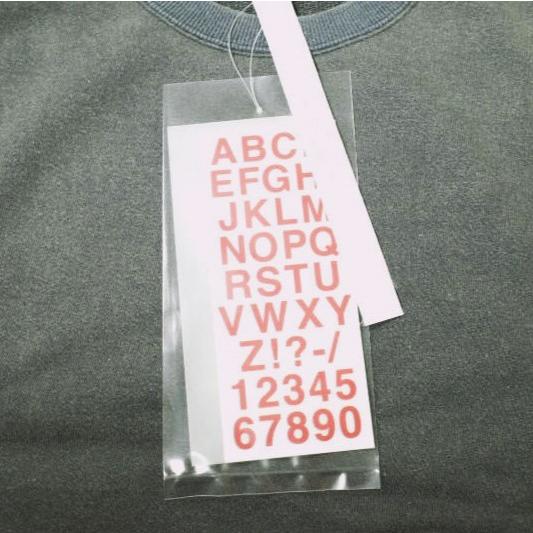 ABC
EFGH
JKLM
NOPQ
RSTU
VWXY
Z!?-/
12345
67890